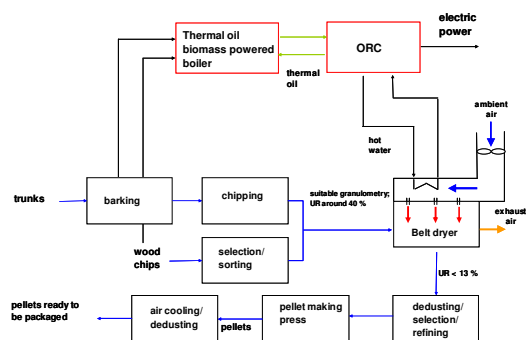 electric
power
Thermal oil
biomass powered
boiler
ORC
thermal
oil
ambient
air
hot
water
trunks
barking
chipping
suitable granulometry;
UR around 40 %
exhaust
air
Belt dryer
wood
chips
selection/
sorting
UR < 13 %
pellets ready to
be packaged
air cooling/
dedusting
pellets
pellet making
press
dedusting/
selection/
refining